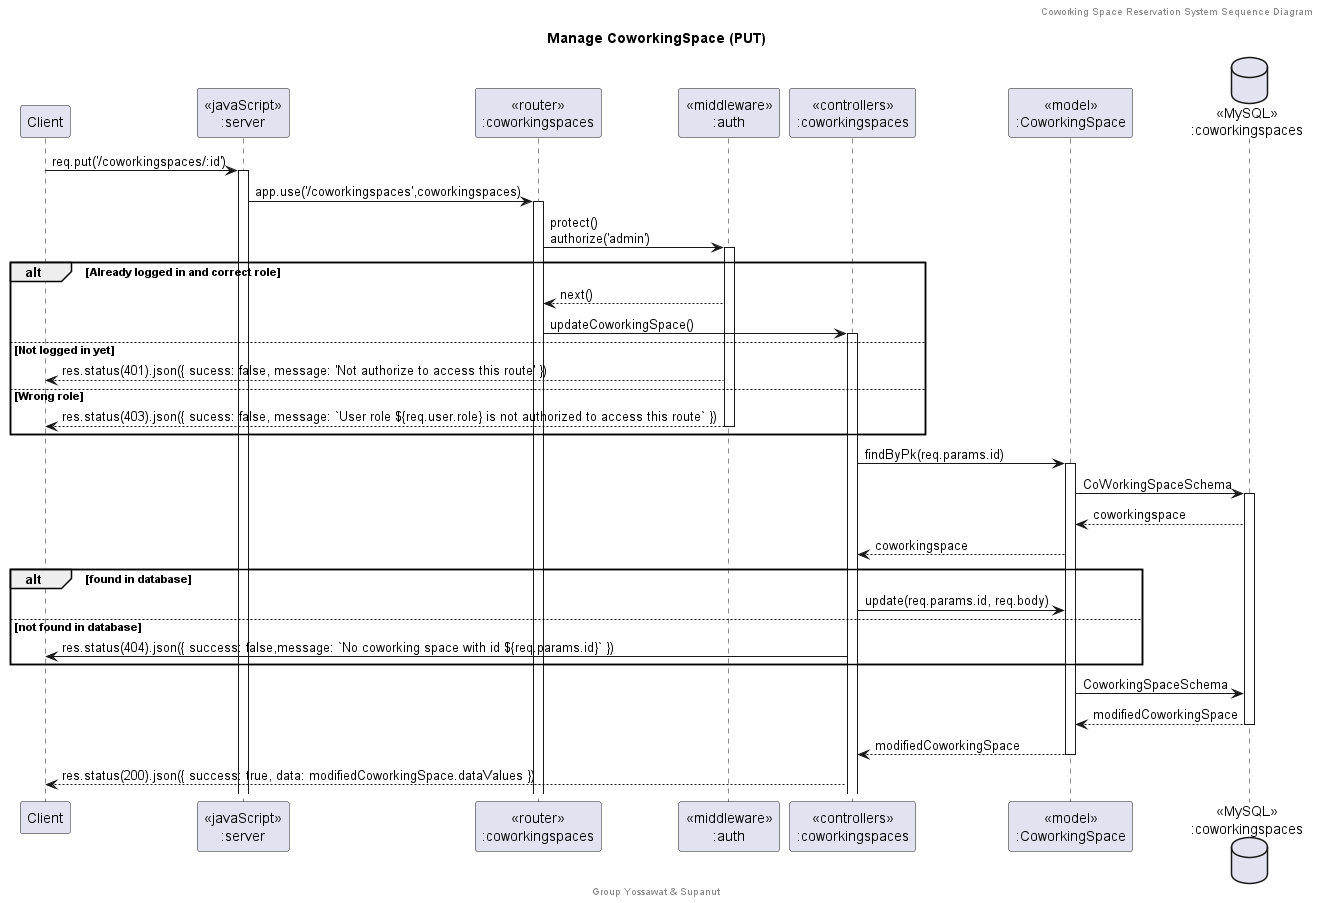 Coworking Space Reservation System Sequence Diagram
Manage CoworkingSpace (PUT)
Client
«javaScript»
:server
«router»
:coworkingspaces
«middleware»
:auth
«controllers»
:coworkingspaces
«model»
:CoworkingSpace
«MySQL»
:coworkingspaces
req.put('/coworkingspaces/:id')
app.use('/coworkingspaces',coworkingspaces)
protect()
authorize('admin')
alt [Already logged in and correct role]
next()
updateCoworkingSpace()
[Not logged in yet]
res.status(401).json({ sucess: false, message: 'Not authorize to access this route' })
[Wrong role]
res.status(403).json({ sucess: false, message: `User role ${req.user.role} is not authorized to access this route` })
findByPk(req.params.id)
CoWorkingSpaceSchema
coworkingspace
coworkingspace
alt [found in database]
update(req.params.id, req.body)
[not found in database]
res.status(404).json({ success: false,message: `No coworking space with id ${req.params.id}` })
CoworkingSpaceSchema
modifiedCoworkingSpace
modifiedCoworkingSpace
res.status(200).json({ success: true, data: modifiedCoworkingSpace.dataValues })
Client
«javaScript»
:server
«router»
:coworkingspaces
«middleware»
:auth
«controllers»
:coworkingspaces
«model»
:CoworkingSpace
«MySQL»
:coworkingspaces
Group Yossawat & Supanut